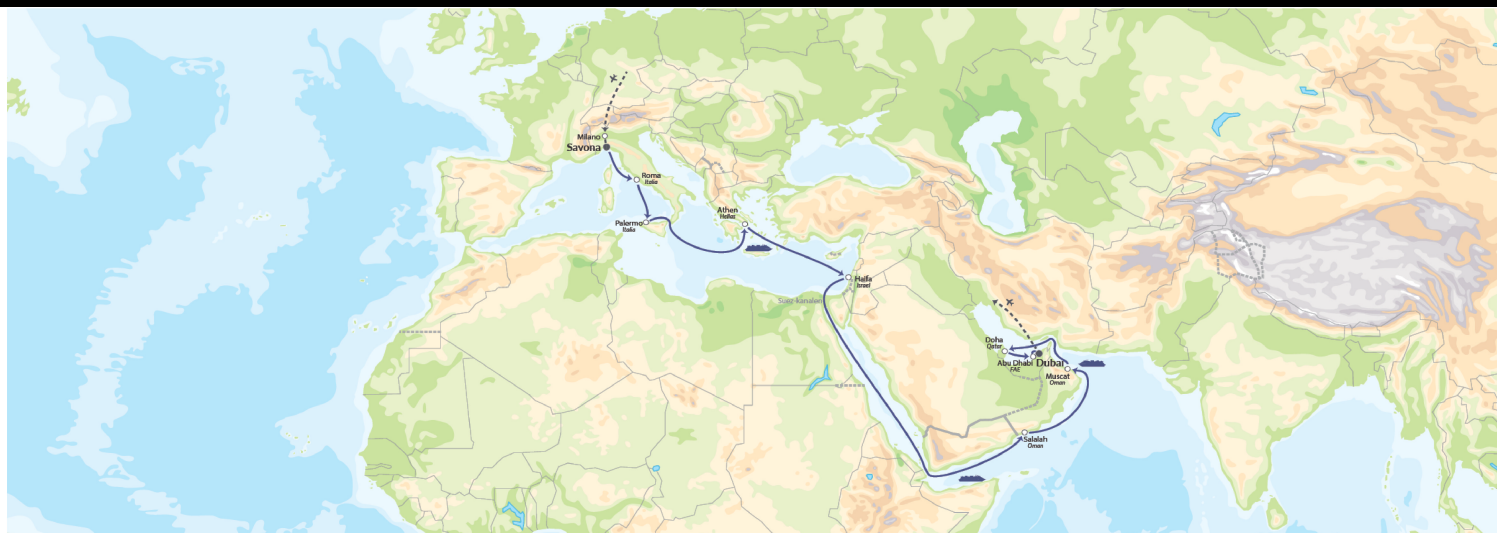 Milano
Savona
Roma
Italia
Palermo
Italia
Athen
Hellas
Haifa
Israel
Suez-kanalen
Doha
Qatar
Abu Dhabi
FAE
Dubai
Muscat
Oman
Salalah
Oman